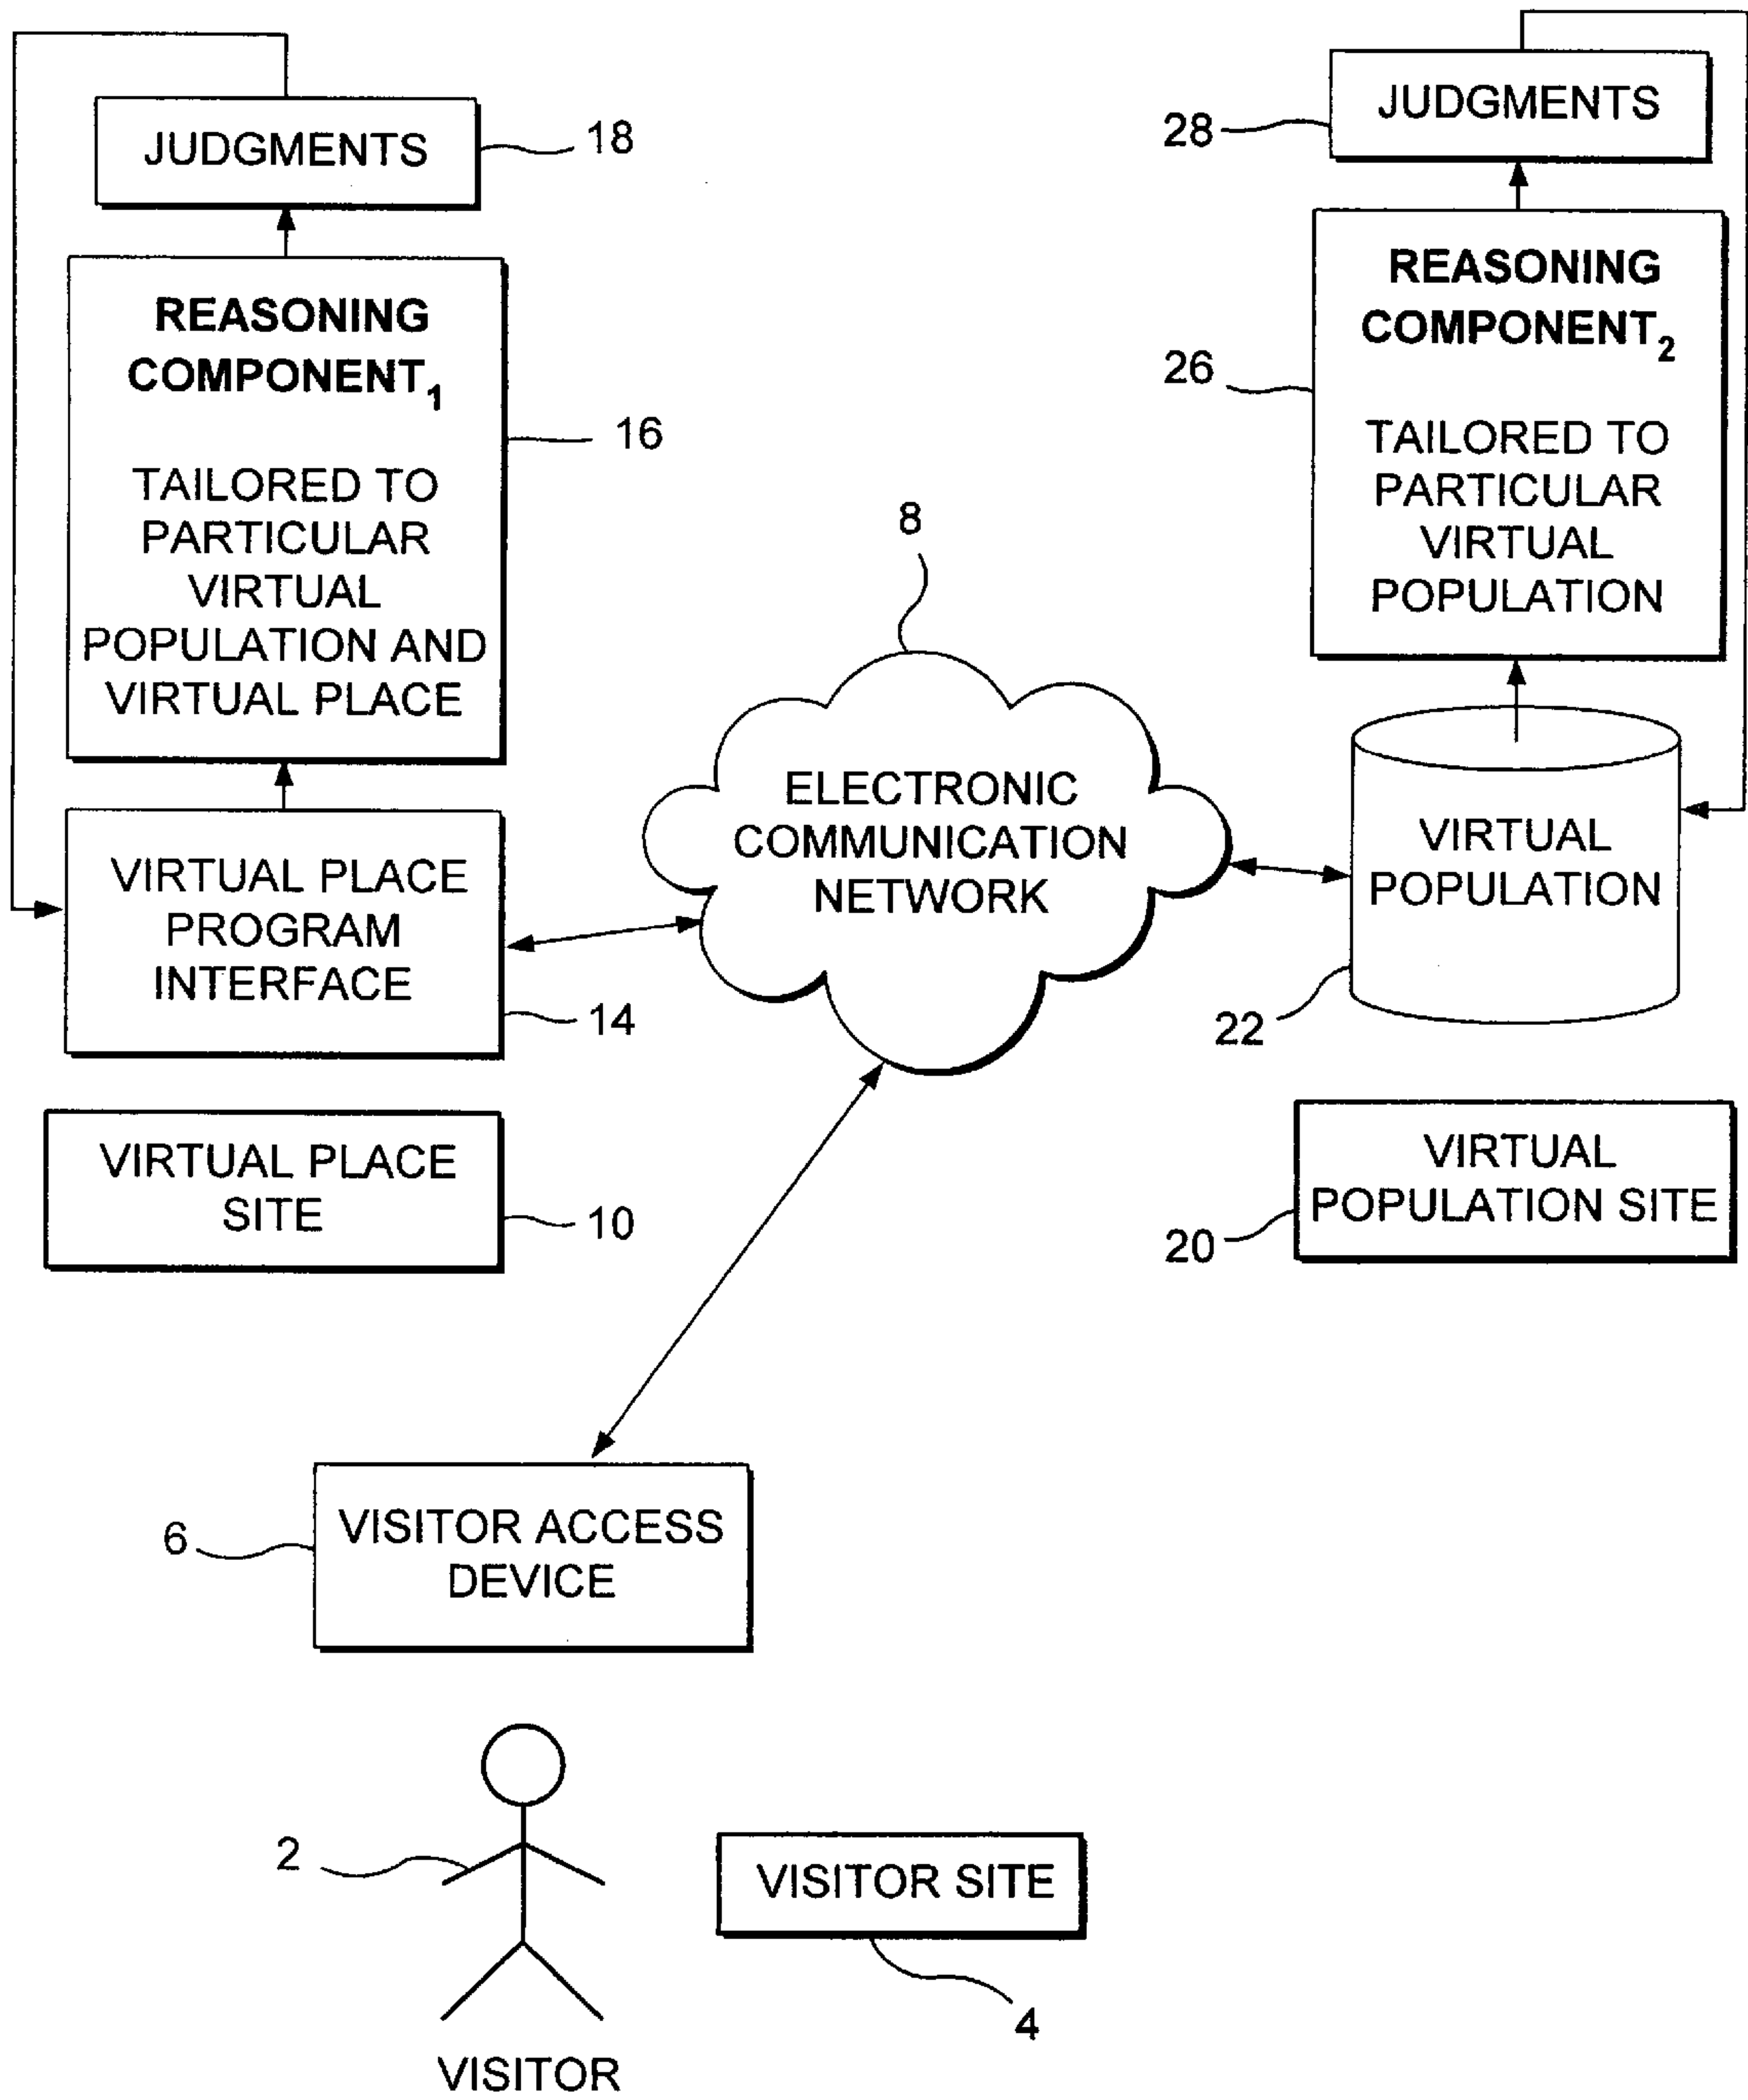 JUDGMENTS
18
REASONING
COMPONENT1
TAILORED TO
PARTICULAR
VIRTUAL
POPULATION AND
VIRTUAL PLACE
16
VIRTUAL PLACE
PROGRAM
INTERFACE
14
VIRTUAL PLACE
SITE
10
8
ELECTRONIC
COMMUNICATION
NETWORK
JUDGMENTS
28
REASONING
COMPONENT2
26
TAILORED TO
PARTICULAR
VIRTUAL
POPULATION
VIRTUAL
POPULATION
22
VIRTUAL
POPULATION SITE
20
VISITOR ACCESS
DEVICE
6
2
VISITOR SITE
4
VISITOR